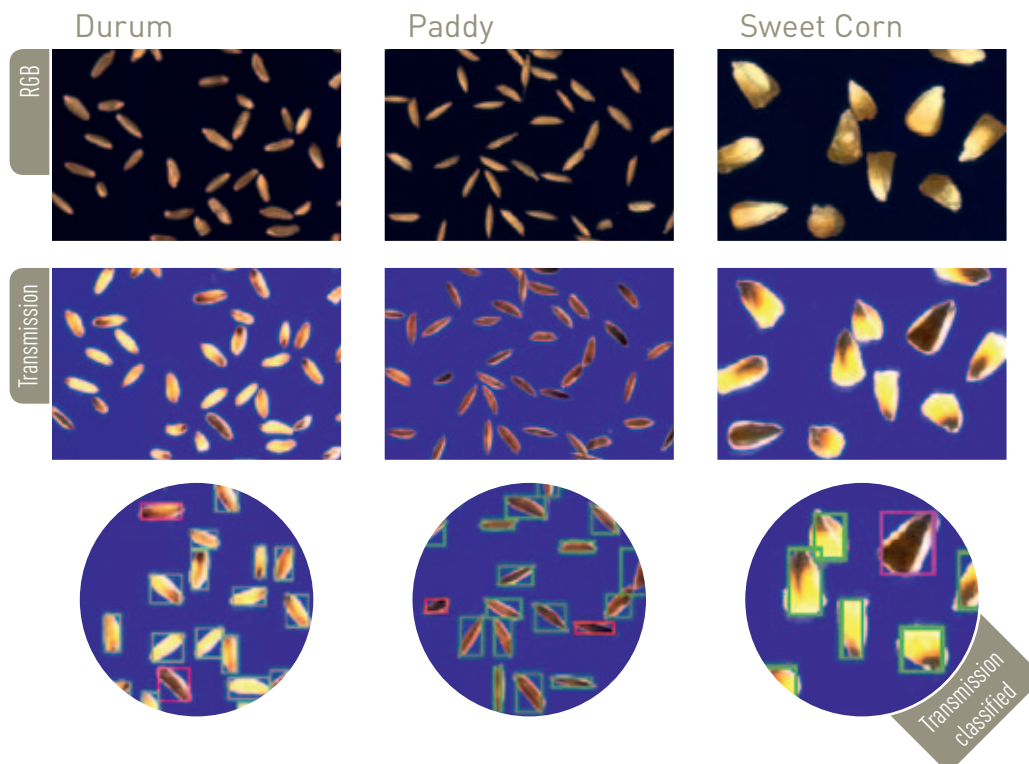 Durum
Paddy
Sweet Corn
RGB
Transmission
Transmission
classified